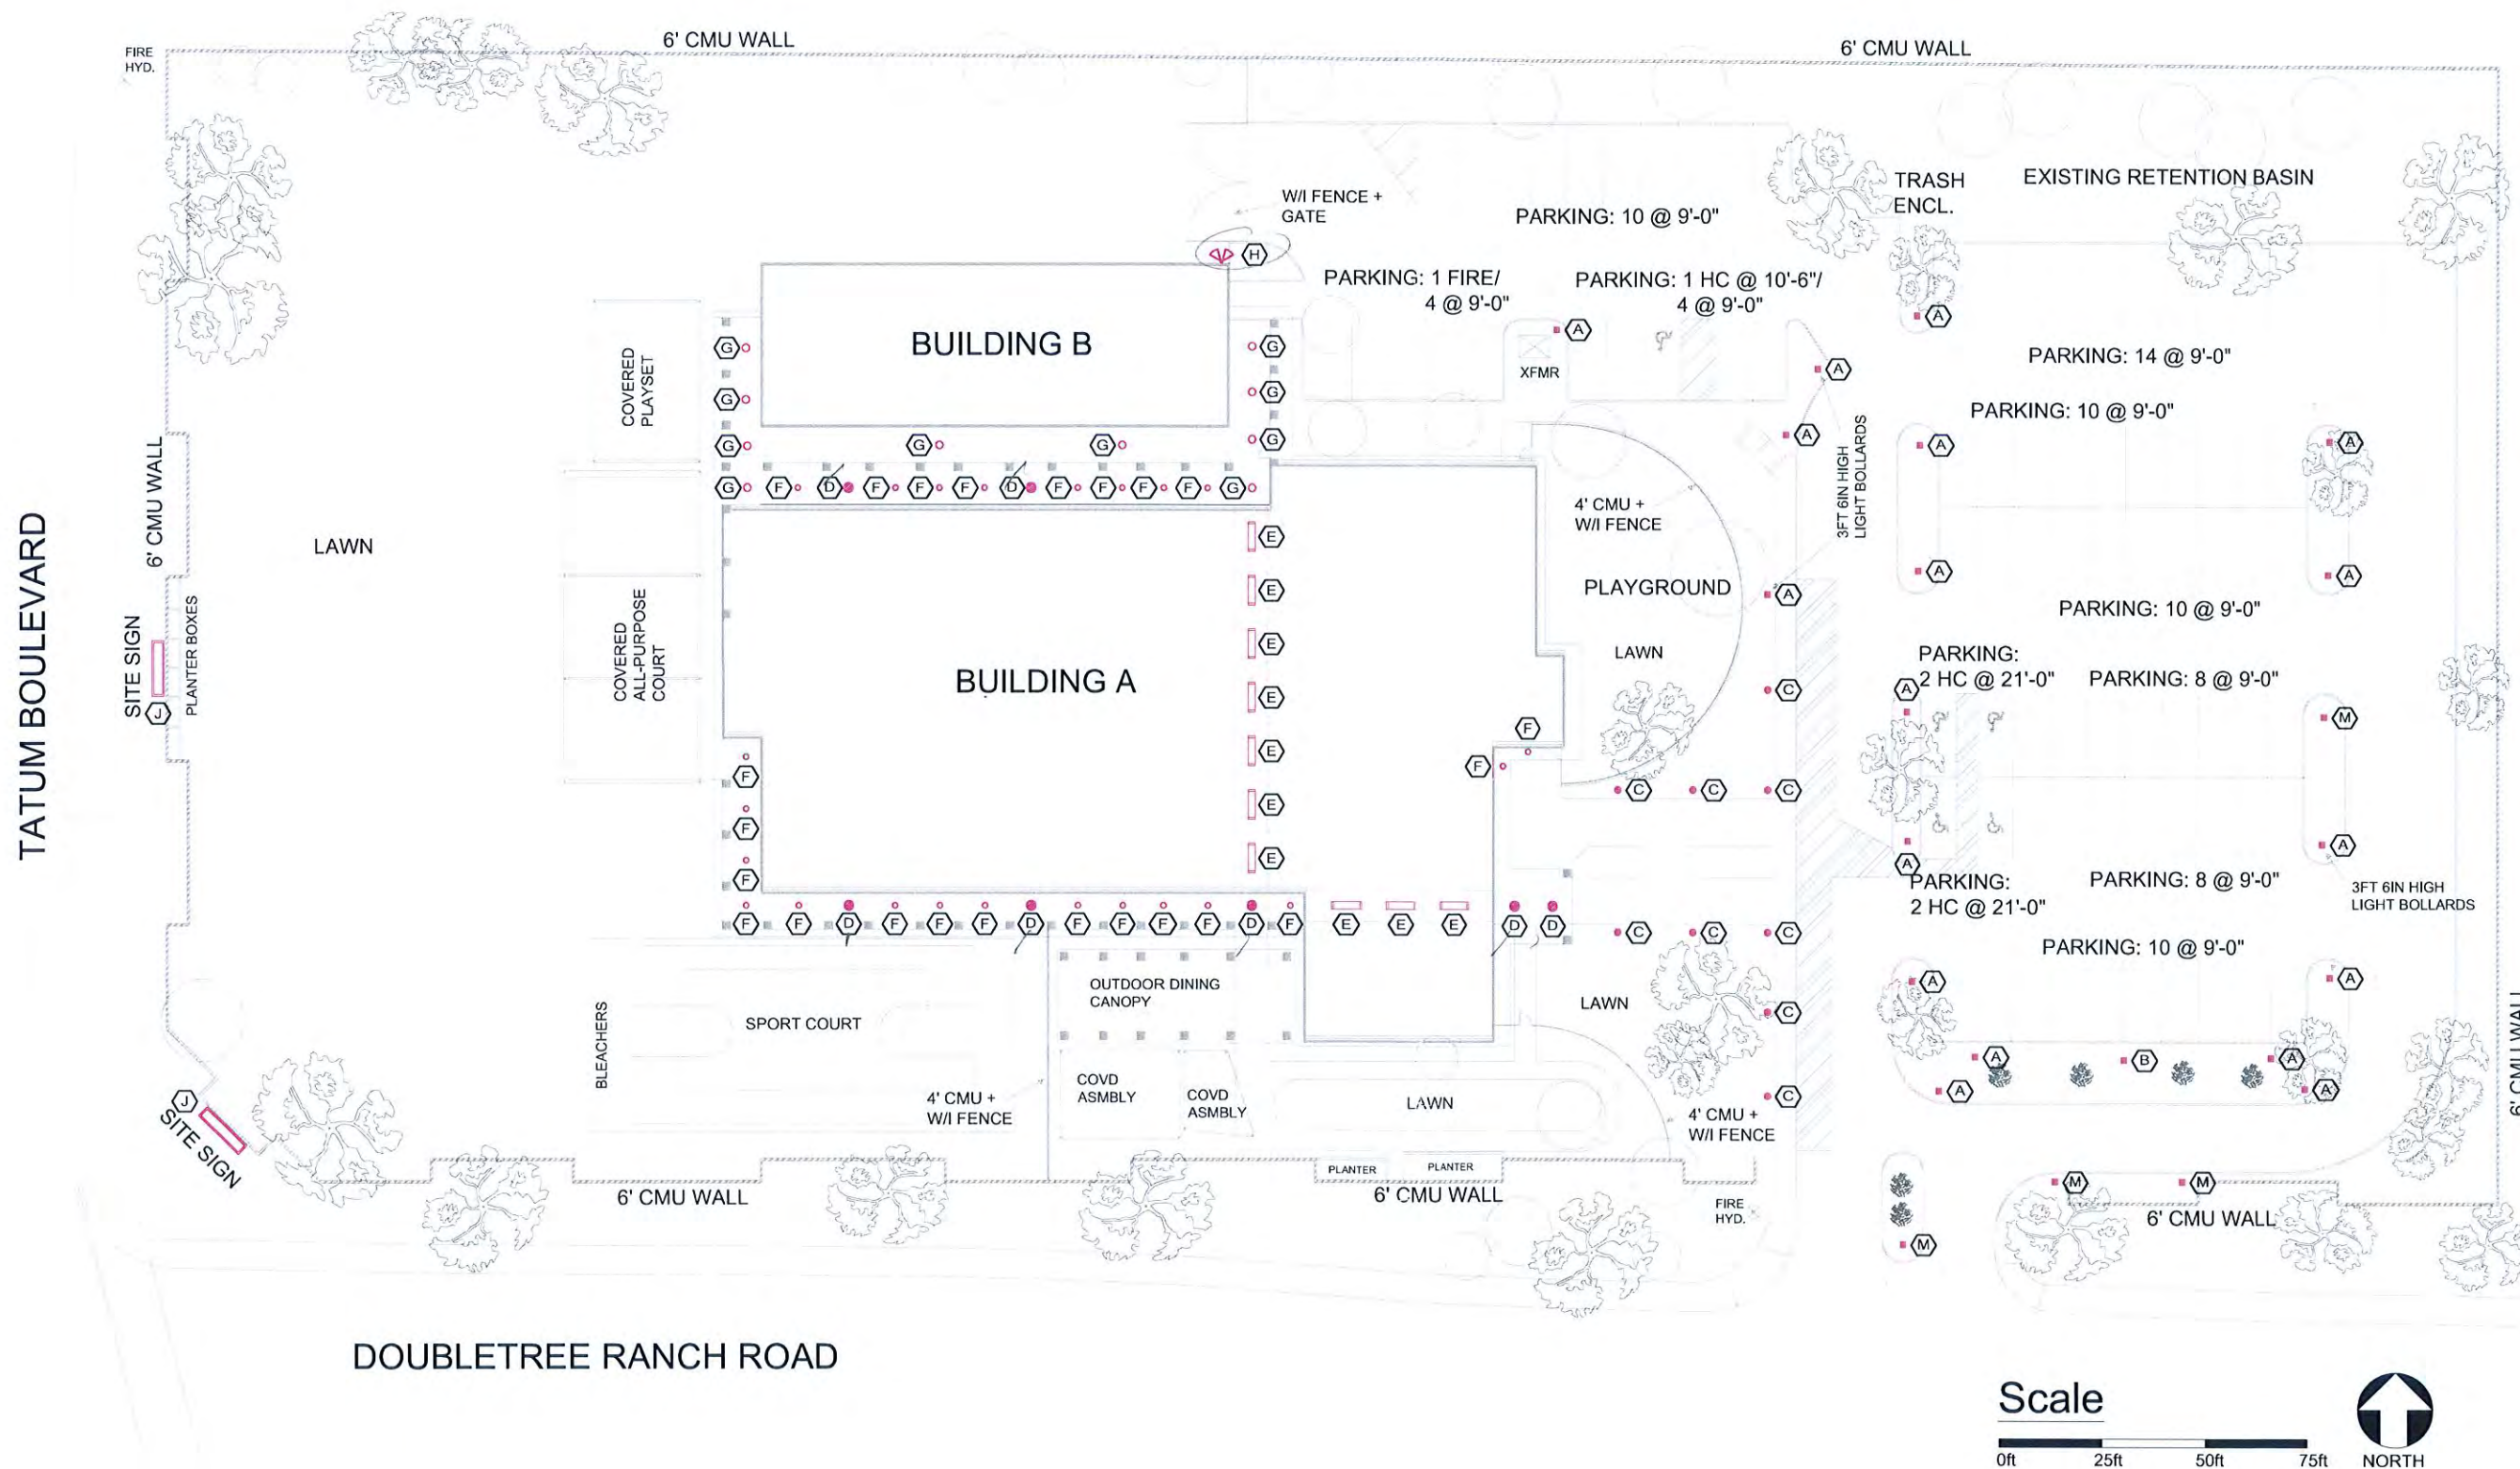 6' CMU WALL
6' CMU WALL
FIRE
HYD.
TRASH
ENCL.
EXISTING RETENTION BASIN
W/I FENCE +
GATE
PARKING: 10 @ 9'-0"
H
PARKING: 1 FIRE/
4 @ 9'-0"
PARKING: 1 HC @ 10'-6"/
4 @ 9'-0"
A
A
XFMR
A
BUILDING B
G
G
G
G
G
G
G
G
COVERED
PLAYSET
PARKING: 14 @ 9'-0"
PARKING: 10 @ 9'-0"
A
A
A
3FT 6IN HIGH
LIGHT BOLLARDS
G
F
D
F
F
F
D
F
F
F
F
G
6' CMU WALL
LAWN
4' CMU +
W/I FENCE
E
E
E
E
E
E
E
A
A
PLAYGROUND
A
TATUM BOULEVARD
SITE SIGN
J
PLANTER BOXES
COVERED
ALL-PURPOSE
COURT
BUILDING A
LAWN
PARKING: 10 @ 9'-0"
PARKING:
2 HC @ 21'-0"
PARKING: 8 @ 9'-0"
A
C
M
F
F
F
F
F
C
C
C
A
A
PARKING:
2 HC @ 21'-0"
PARKING: 8 @ 9'-0"
3FT 6IN HIGH
LIGHT BOLLARDS
F
F
D
F
F
F
D
F
F
F
F
D
F
E
E
E
D
D
C
C
C
PARKING: 10 @ 9'-0"
A
A
OUTDOOR DINING
CANOPY
SPORT COURT
BLEACHERS
LAWN
C
6' CMU WALL
COVD
ASMBLY
COVD
ASMBLY
4' CMU +
W/I FENCE
LAWN
A
B
A
A
A
C
4' CMU +
W/I FENCE
J
SITE SIGN
PLANTER
PLANTER
6' CMU WALL
6' CMU WALL
FIRE
HYD.
M
M
6' CMU WALL
M
DOUBLETREE RANCH ROAD
Scale
0ft
25ft
50ft
75ft
NORTH